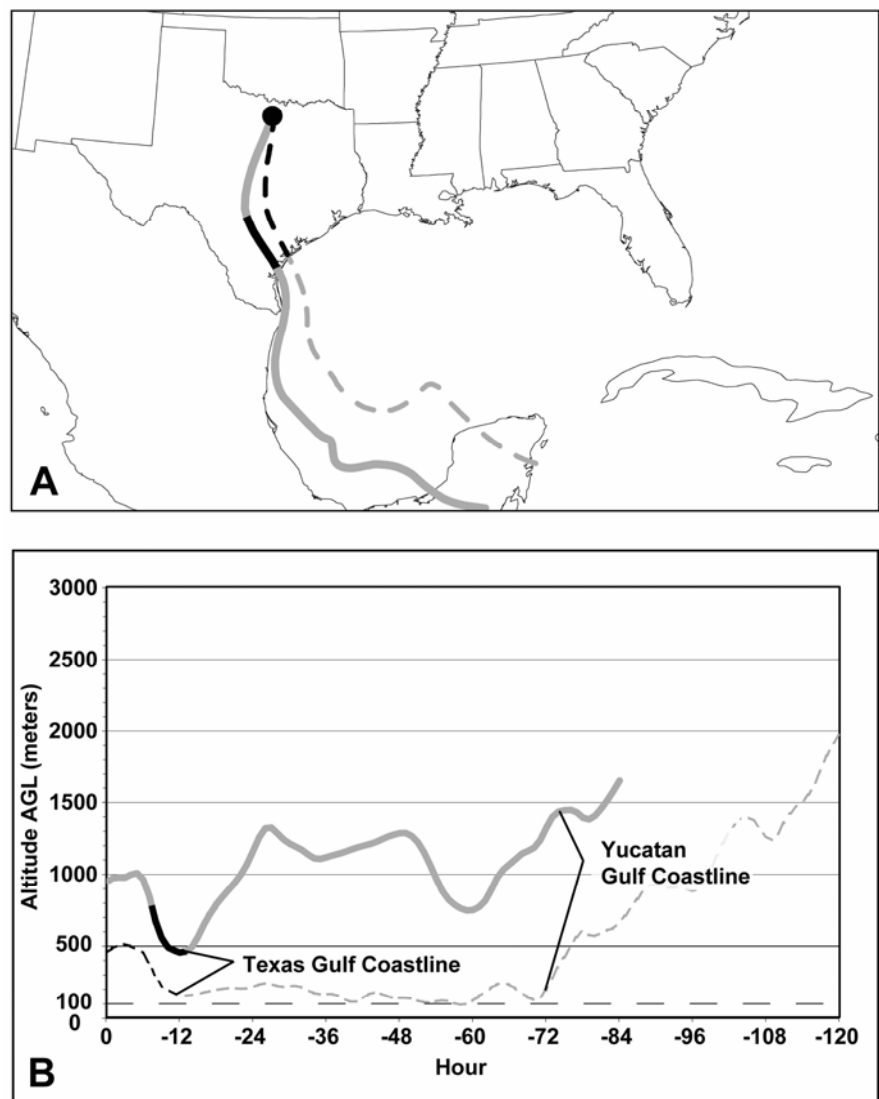 A
3000
2500
2000
1500
1000
500
100
0
Altitude AGL (meters)
Yucatan
Gulf Coastline
Texas Gulf Coastline
0 -12 -24 -36 -48 -60 -72 -84 -96 -108 -120
Hour
B